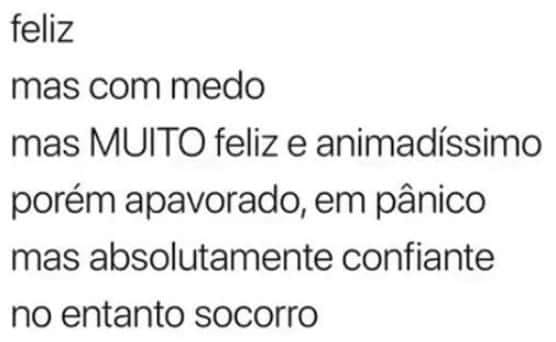 feliz
mas com medo
mas MUITO feliz e animadíssimo
porém apavorado, em pânico
mas absolutamente confiante
no entanto socorro